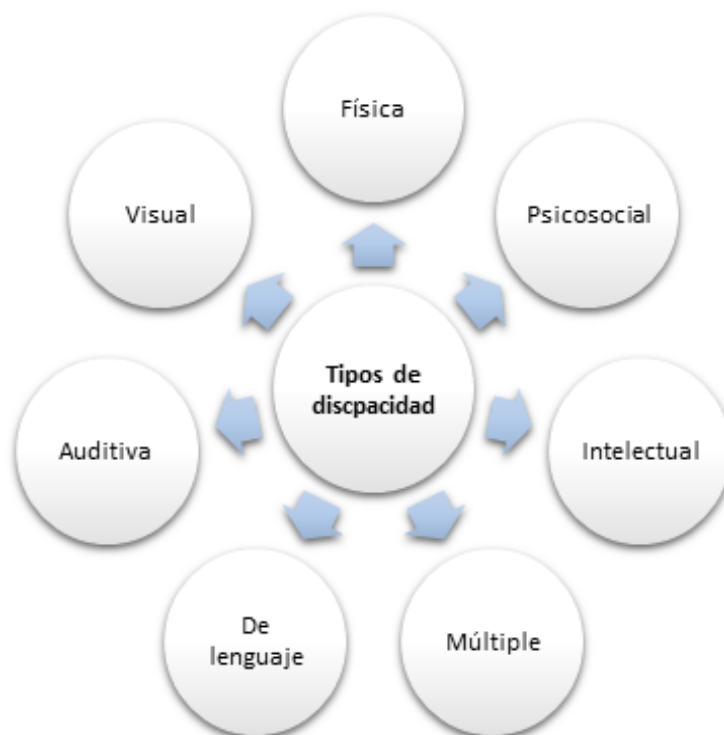 Física
Visual
Psicosocial
Tipos de
discpacidad
Auditiva
Intelectual
De
lenguaje
Múltiple